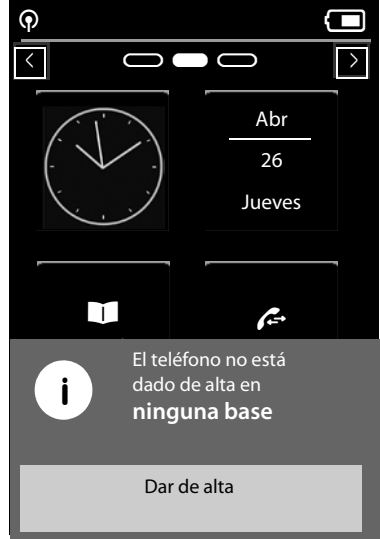 Abr
26
Jueves
El teléfono no está
dado de alta en
ninguna base
Dar de alta